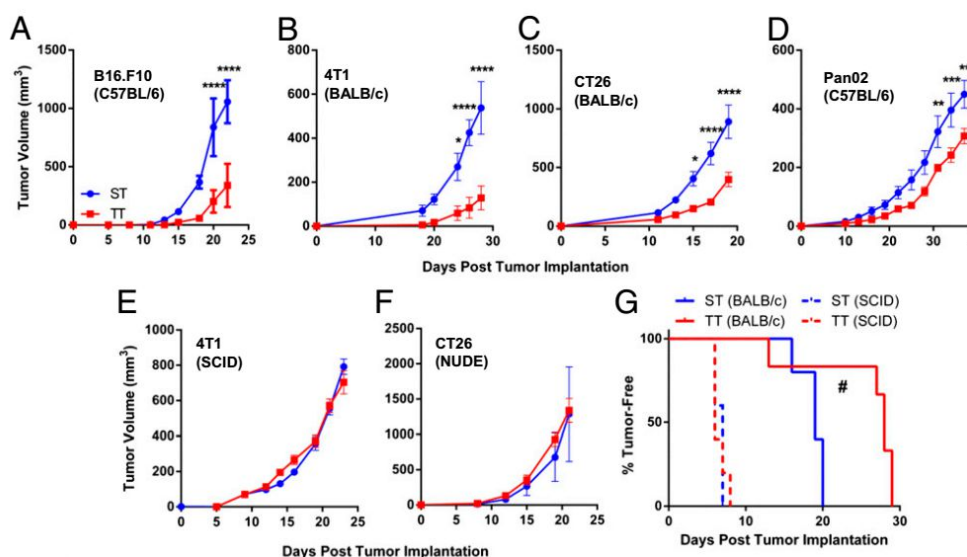 A
B16.F10
(C57BL/6)
**** ****
Tumor Volume (mm3)
1500
1000
500
0
ST
TT
0 5 10 15 20 25
B
4T1
(BALB/c)
* **** ****
800
600
400
200
0
0 7 14 21 28
C
CT26
(BALB/c)
* **** ****
1500
1000
500
0
0 5 10 15 20
D
Pan02
(C57BL/6)
** ***
600
400
200
0
0 10 20 30
Days Post Tumor Implantation
E
4T1
(SCID)
Tumor Volume (mm3)
1000
800
600
400
200
0
0 5 10 15 20 25
F
CT26
(NUDE)
2500
2000
1500
1000
500
0
0 5 10 15 20 25
Days Post Tumor Implantation
G
ST (BALB/c) ST (SCID)
TT (BALB/c) TT (SCID)
#
% Tumor-Free
100
50
0
0 10 20 30
Days Post Tumor Implantation